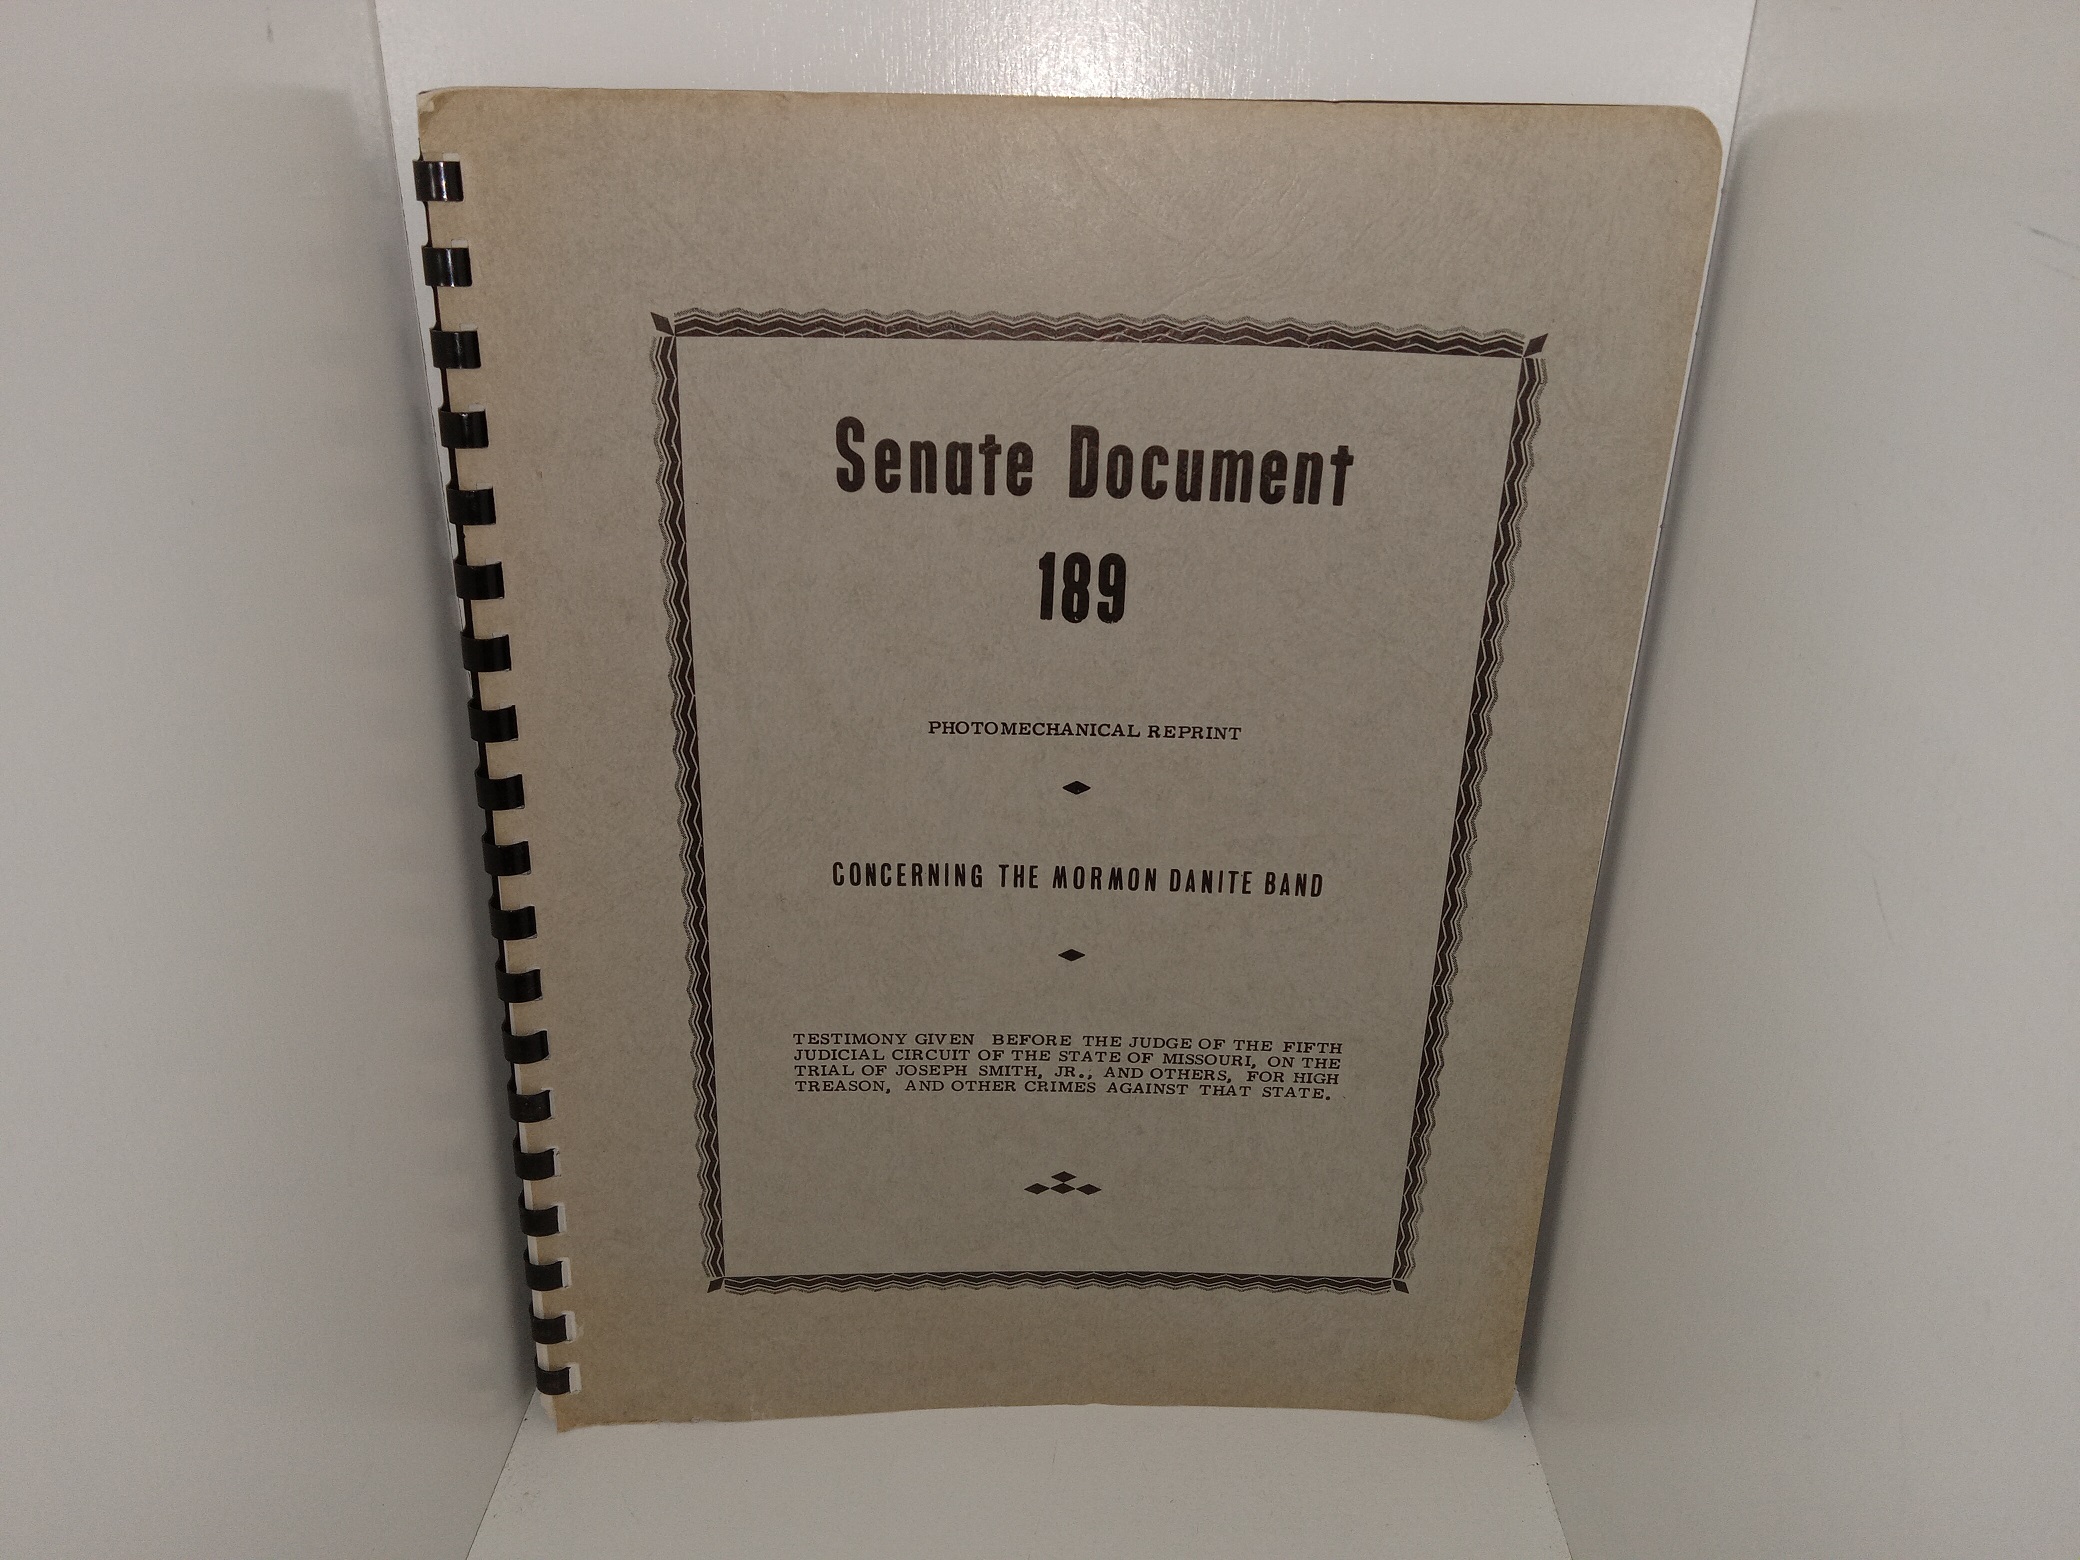 Senate Document
189
PHOTOMECHANICAL REPRINT
CONCERNING THE MORMON DANITE BAND
TESTIMONY GIVEN BEFORE THE JUDGE OF THE FIFTH
JUDICIAL CIRCUIT OF THE STATE OF MISSOURI, ON THE
TRIAL OF JOSEPH SMITH, JR., AND OTHERS, FOR HIGH
TREASON, AND OTHER CRIMES AGAINST THAT STATE.